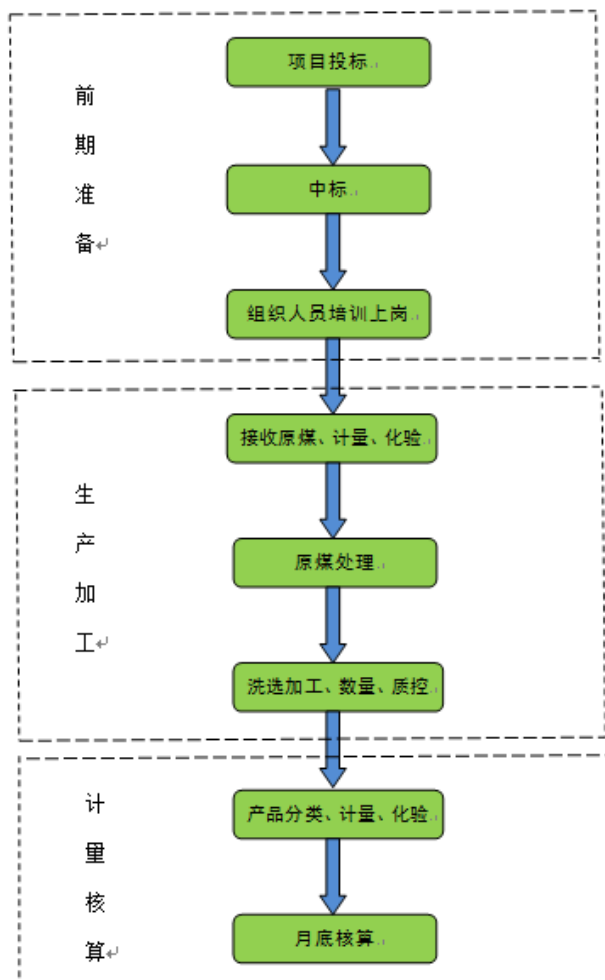 前期准备
项目投标
中标
组织人员培训上岗
生产加工
接收原煤、计量、化验
原煤处理
洗选加工、数量、质控
计量核算
产品分类、计量、化验
月底核算